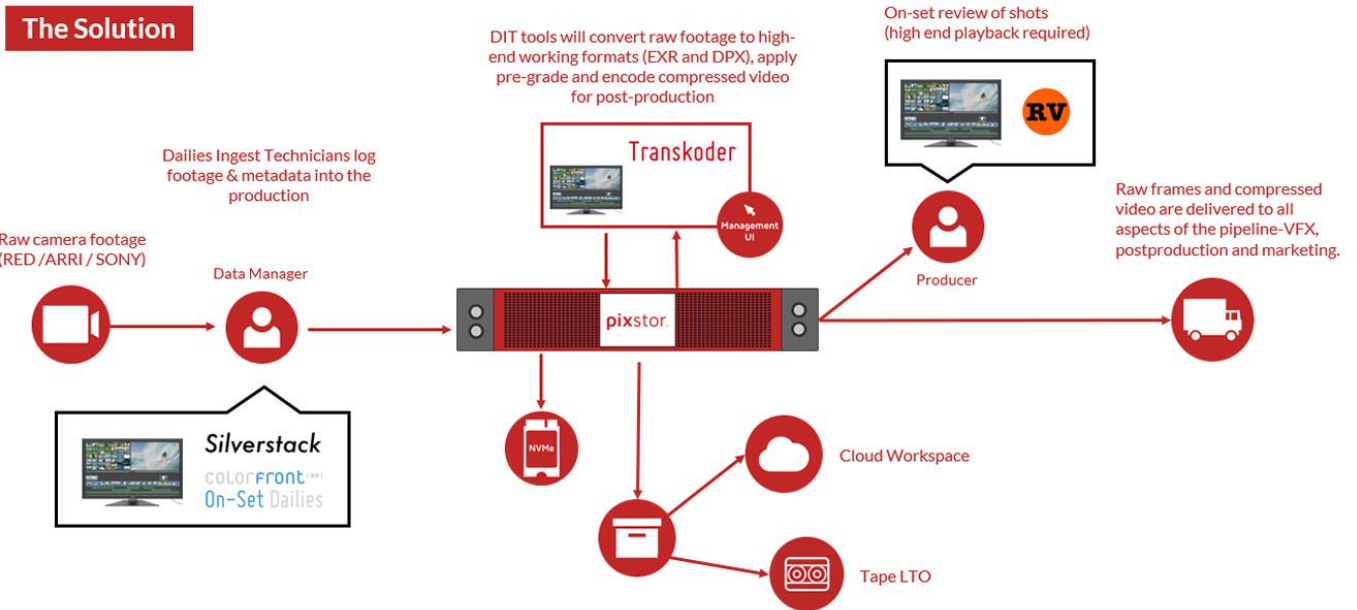 The Solution
On-set review of shots
(high end playback required)
DIT tools will convert raw footage to high-
end working formats (EXR and DPX), apply
pre-grade and encode compressed video
for post-production
RV
Transkoder
Management
UI
Dailies Ingest Technicians log
footage & metadata into the
production
Raw frames and compressed
video are delivered to all
aspects of the pipeline-VFX,
postproduction and marketing.
Raw camera footage
(RED /ARRI / SONY)
Data Manager
Producer
pixstor.
Silverstack
colorfront
On-Set Dailies
NVMe
Cloud Workspace
Tape LTO